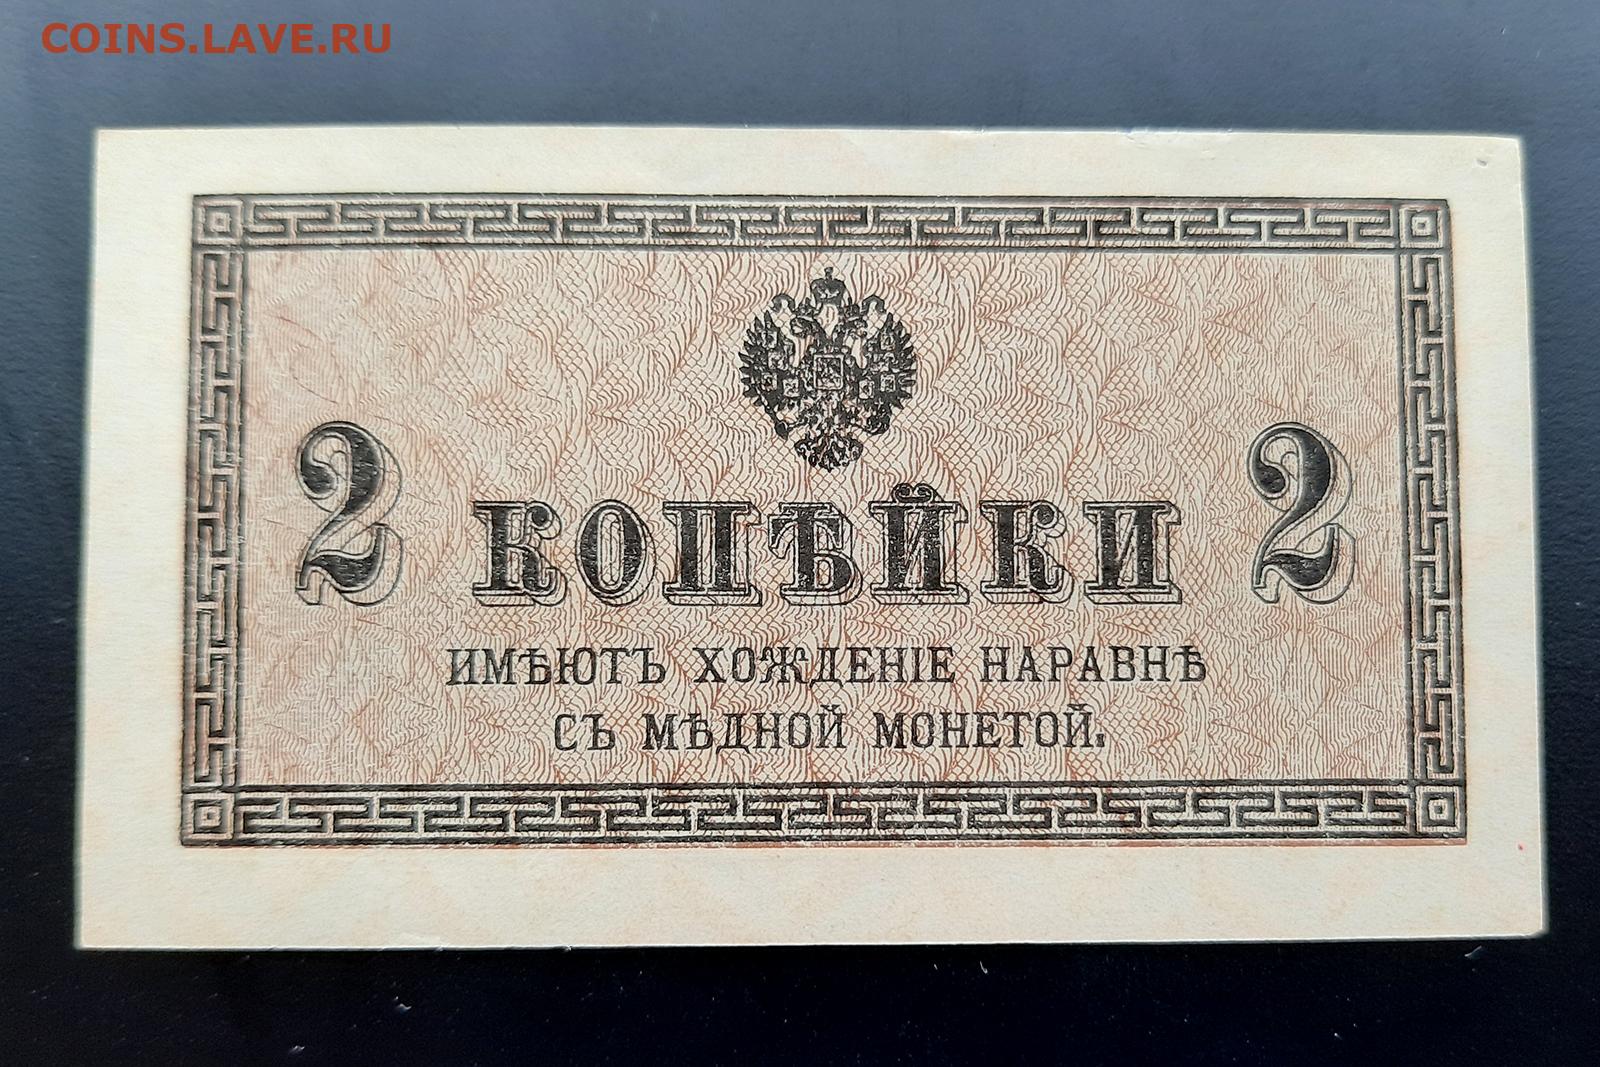 COINS.LAVE.RU
2 КОПѢЙКИ 2
ИМѢЮТЪ ХОЖДЕНІЕ НАРАВНѢ
СЪ МѢДНОЙ МОНЕТОЙ.